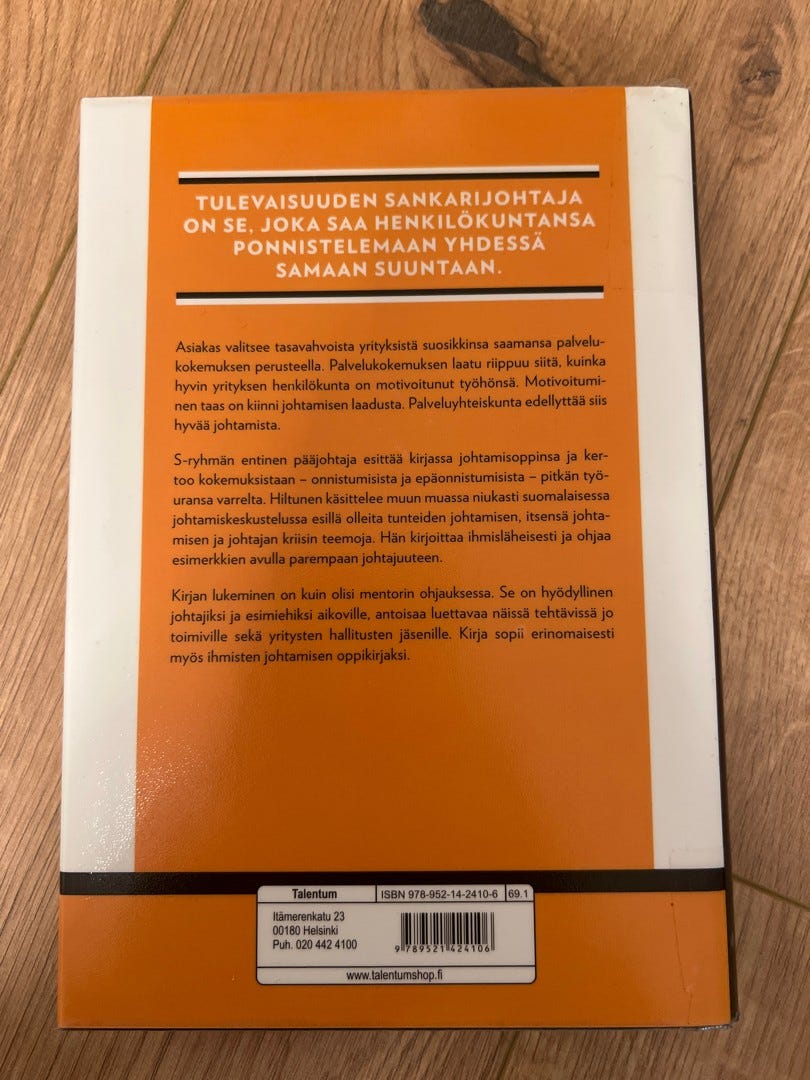 TULEVAISUUDEN SANKARIJOHTAJA
ON SE, JOKA SAA HENKILÖKUNTANSA
PONNISTELEMAAN YHDESSÄ
SAMAAN SUUNTAAN.
Asiakas valitsee tasavahvoista yrityksistä suosikkinsa saamansa palvelu-
kokemuksen perusteella. Palvelukokemuksen laatu riippuu siitä, kuinka
hyvin yrityksen henkilökunta on motivoitunut työhönsä. Motivoitumi-
nen taas on kiinni johtamisen laadusta. Palveluyhteiskunta edellyttää siis
hyvää johtamista.
S-ryhmän entinen pääjohtaja esittää kirjassa johtamisoppinsa ja ker-
too kokemuksistaan – onnistumisista ja epäonnistumisista – pitkän työ-
uransa varrelta. Hiltunen käsittelee muun muassa niukasti suomalaisessa
johtamiskeskustelussa esillä olleita tunteiden johtamisen, itsensä johta-
misen ja johtajan kriisin teemoja. Hän kirjoittaa ihmisläheisesti ja ohjaa
esimerkkien avulla parempaan johtajuuteen.
Kirjan lukeminen on kuin olisi mentorin ohjauksessa. Se on hyödyllinen
johtajiksi ja esimiehiksi aikoville, antoisaa luettavaa näissä tehtävissä jo
toimiville sekä yritysten hallitusten jäsenille. Kirja sopii erinomaisesti
myös ihmisten johtamisen oppikirjaksi.
Talentum ISBN 978-952-14-2410-6 69.1
Itämerenkatu 23
00180 Helsinki
Puh. 020 442 4100
9 789521 424106
www.talentumshop.fi